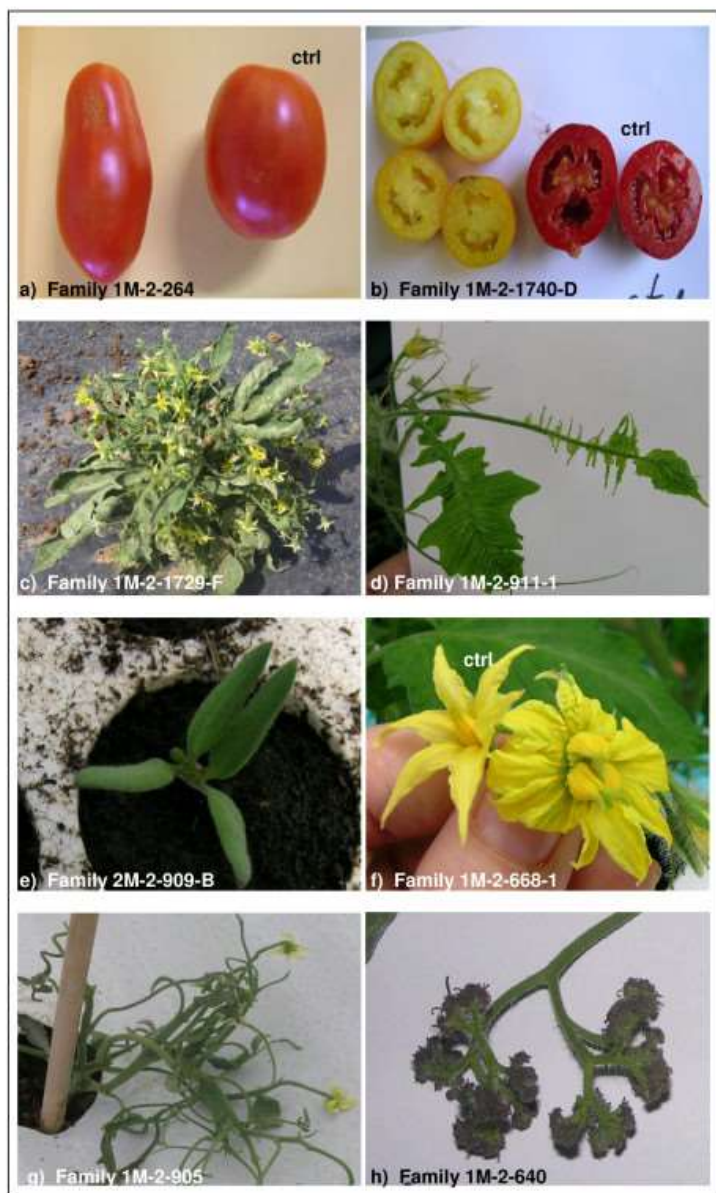 ctrl
a) Family 1M-2-264
ctrl
b) Family 1M-2-1740-D
c) Family 1M-2-1729-F
d) Family 1M-2-911-1
e) Family 2M-2-909-B
ctrl
f) Family 1M-2-668-1
g) Family 1M-2-905
h) Family 1M-2-640